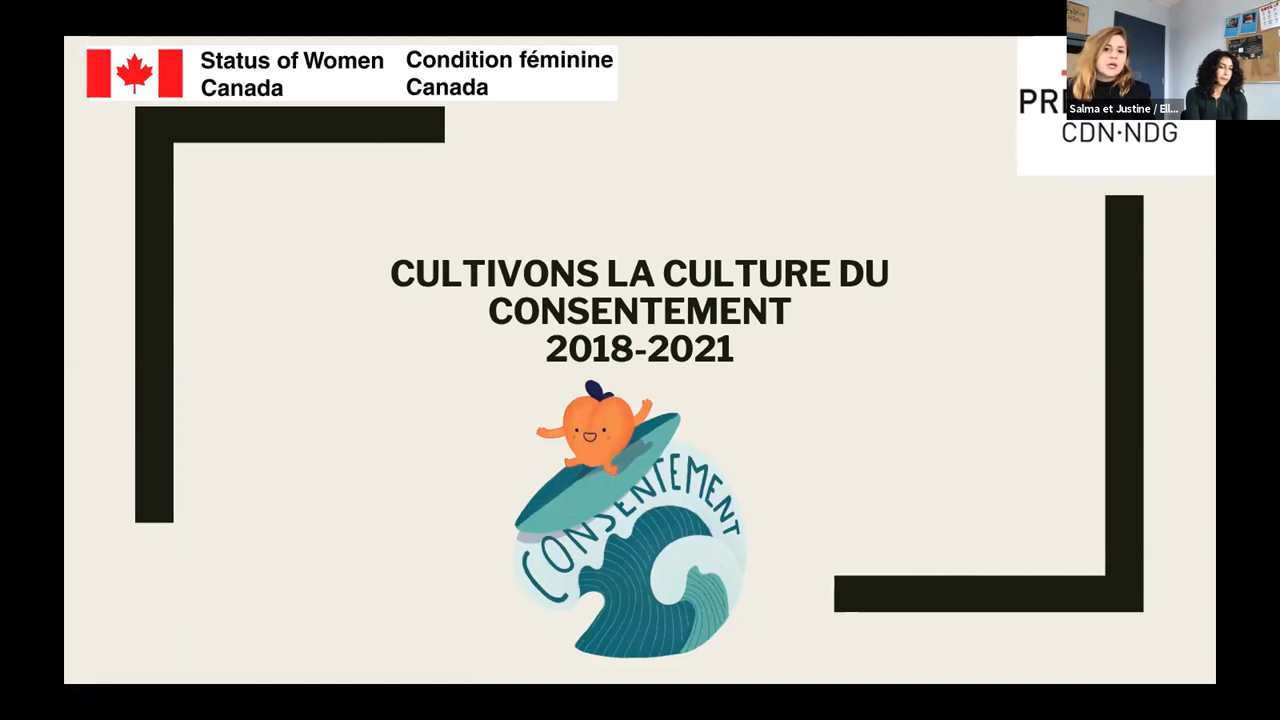 Status of Women
Canada
Condition féminine
Canada
Salma et Justine / Ell...
CDN·NDG
CULTIVONS LA CULTURE DU
CONSENTEMENT
2018-2021
CONSENTEMENT